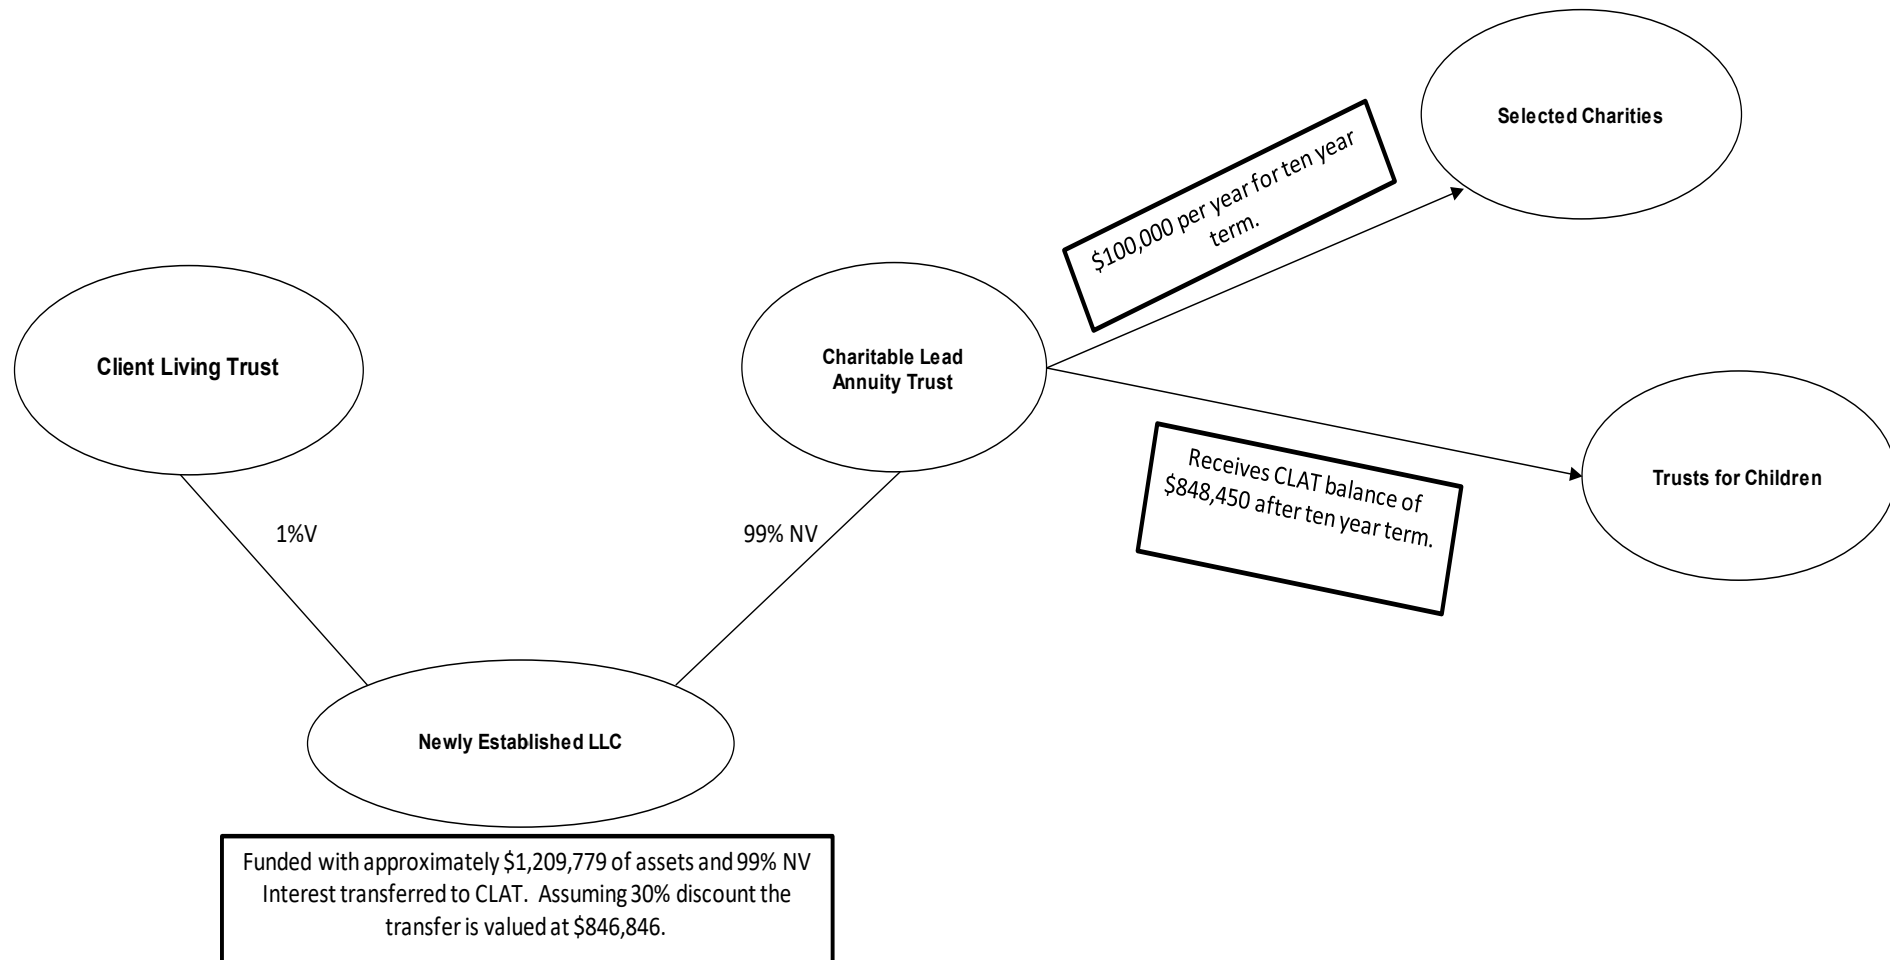 Selected Charities
$100,000 per year for ten year
term.
Client Living Trust
Charitable Lead
Annuity Trust
Receives CLAT balance of
$848,450 after ten year term.
Trusts for Children
1%V
99% NV
Newly Established LLC
Funded with approximately $1,209,779 of assets and 99% NV
Interest transferred to CLAT.  Assuming 30% discount the
transfer is valued at $846,846.